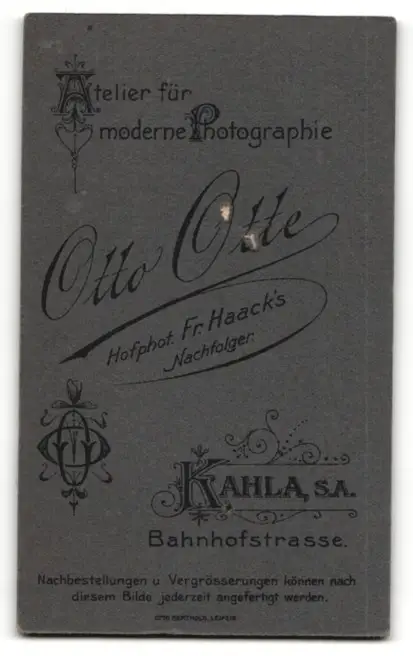 Atelier für
moderne Photographie
Otto Otte
Hofphot. Fr. Haack's
Nachfolger.
KAHLA, S.A.
Bahnhofstrasse.
Nachbestellungen u Vergrösserungen können nach
diesem Bilde jederzeit angefertigt werden.
LEIPZIG